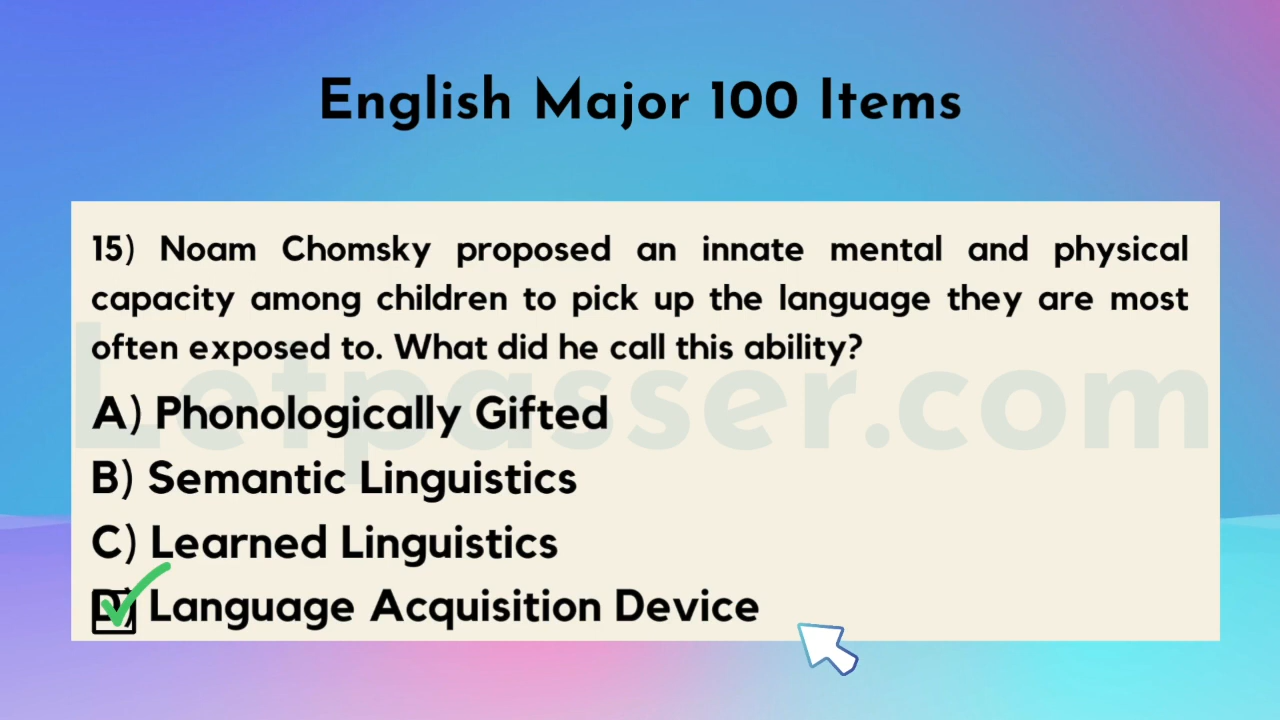 English Major 100 Items
15) Noam Chomsky proposed an innate mental and physical
capacity among children to pick up the language they are most
often exposed to. What did he call this ability?
A) Phonologically Gifted
B) Semantic Linguistics
C) Learned Linguistics
D) Language Acquisition Device
Letpasser.com